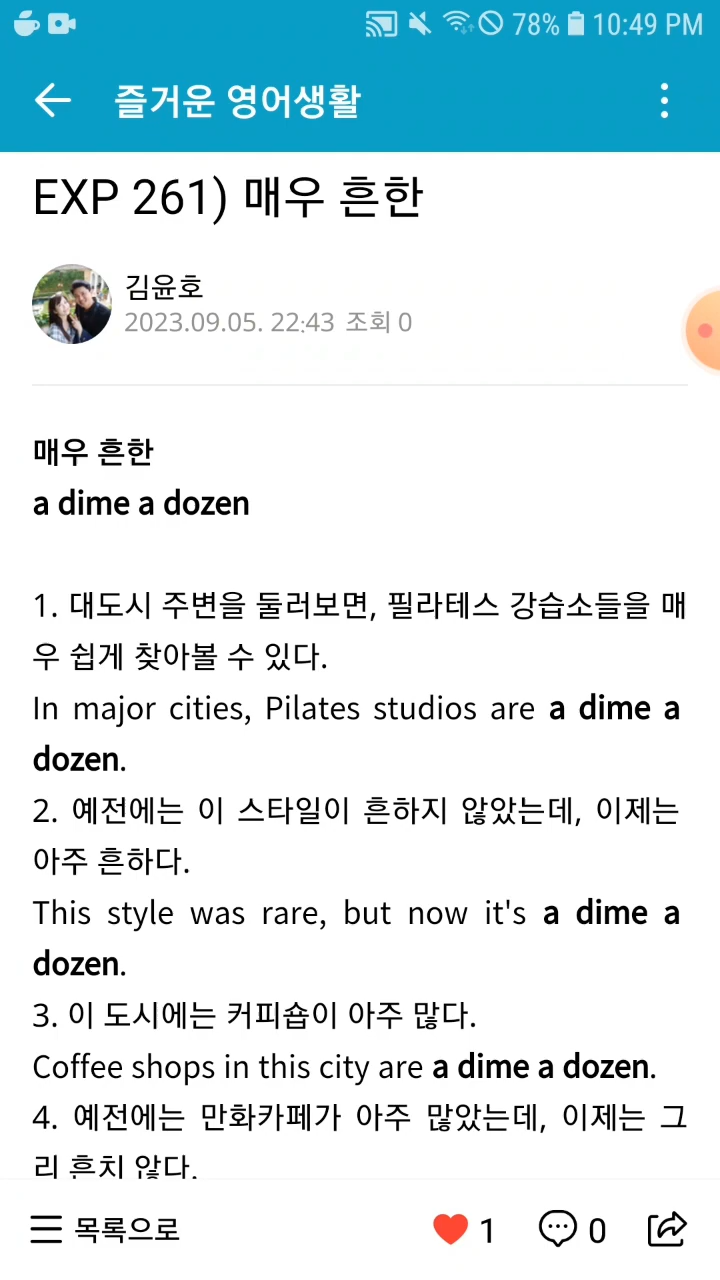 78% 10:49 PM
즐거운 영어생활
EXP 261) 매우 흔한
김윤호
2023.09.05. 22:43 조회 0
매우 흔한
a dime a dozen
1. 대도시 주변을 둘러보면, 필라테스 강습소들을 매
우 쉽게 찾아볼 수 있다.
In major cities, Pilates studios are a dime a
dozen.
2. 예전에는 이 스타일이 흔하지 않았는데, 이제는
아주 흔하다.
This style was rare, but now it's a dime a
dozen.
3. 이 도시에는 커피숍이 아주 많다.
Coffee shops in this city are a dime a dozen.
4. 예전에는 만화카페가 아주 많았는데, 이제는 그
리 흔치 않다.
목록으로 1 0